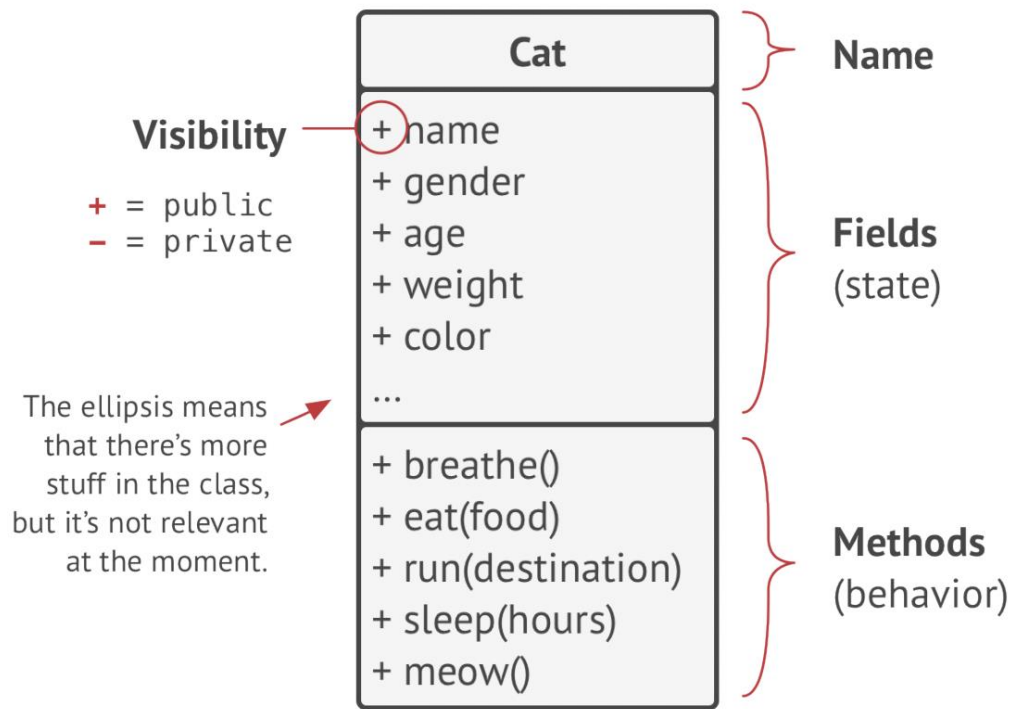 Cat
Name
Visibility
+ = public
− = private
+ name
+ gender
+ age
+ weight
+ color
...
Fields
(state)
The ellipsis means
that there’s more
stuff in the class,
but it’s not relevant
at the moment.
+ breathe()
+ eat(food)
+ run(destination)
+ sleep(hours)
+ meow()
Methods
(behavior)